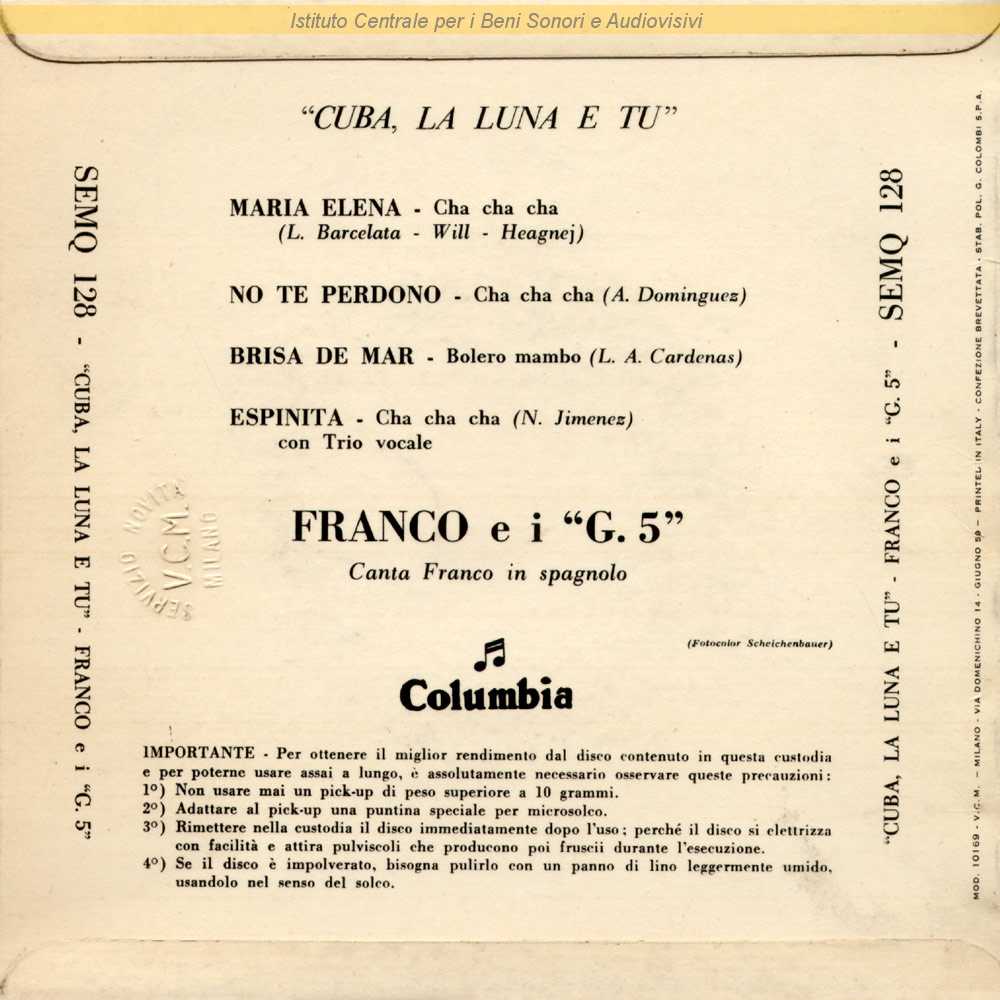 Istituto Centrale per i Beni Sonori e Audiovisivi
"CUBA, LA LUNA E TU"
MARIA ELENA - Cha cha cha
(L. Barcelata - Will - Heagnej)
NO TE PERDONO - Cha cha cha (A. Dominguez)
BRISA DE MAR - Bolero mambo (L. A. Cardenas)
ESPINITA - Cha cha cha (N. Jimenez)
con Trio vocale
FRANCO e i "G. 5"
Canta Franco in spagnolo
(Fotocolor Scheichenbauer)
Columbia
IMPORTANTE - Per ottenere il miglior rendimento dal disco contenuto in questa custodia
e per poterne usare assai a lungo, è assolutamente necessario osservare queste precauzioni:
1°) Non usare mai un pick-up di peso superiore a 10 grammi.
2°) Adattare al pick-up una puntina speciale per microsolco.
3°) Rimettere nella custodia il disco immediatamente dopo l'uso; perché il disco si elettrizza
con facilità e attira pulviscoli che producono poi fruscii durante l'esecuzione.
4°) Se il disco è impolverato, bisogna pulirlo con un panno di lino leggermente umido,
usandolo nel senso del solco.
SEMQ 128 - "CUBA, LA LUNA E TU" - FRANCO e i "G. 5"
SERVIZIO NOVITÀ
V.C.M.
MILANO
"CUBA, LA LUNA E TU" - FRANCO e i "G. 5" - SEMQ 128
MOD. 10169 - V.C.M. - MILANO - VIA DOMENICHINO 14 - GIUGNO 59 - PRINTED IN ITALY - CONFEZIONE BREVETTATA - STAB. POL. G. COLOMBI S.P.A.